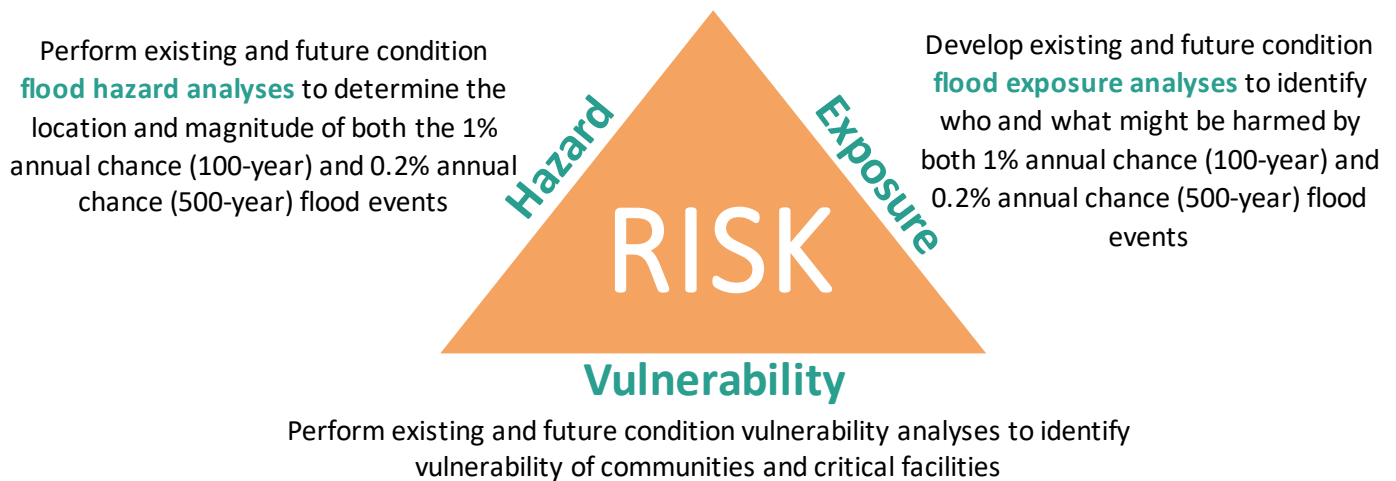 Perform existing and future condition
flood hazard analyses to determine the
location and magnitude of both the 1%
annual chance (100-year) and 0.2% annual
chance (500-year) flood events
Hazard
Exposure
Develop existing and future condition
flood exposure analyses to identify
who and what might be harmed by
both 1% annual chance (100-year) and
0.2% annual chance (500-year) flood
events
RISK
Vulnerability
Perform existing and future condition vulnerability analyses to identify
vulnerability of communities and critical facilities